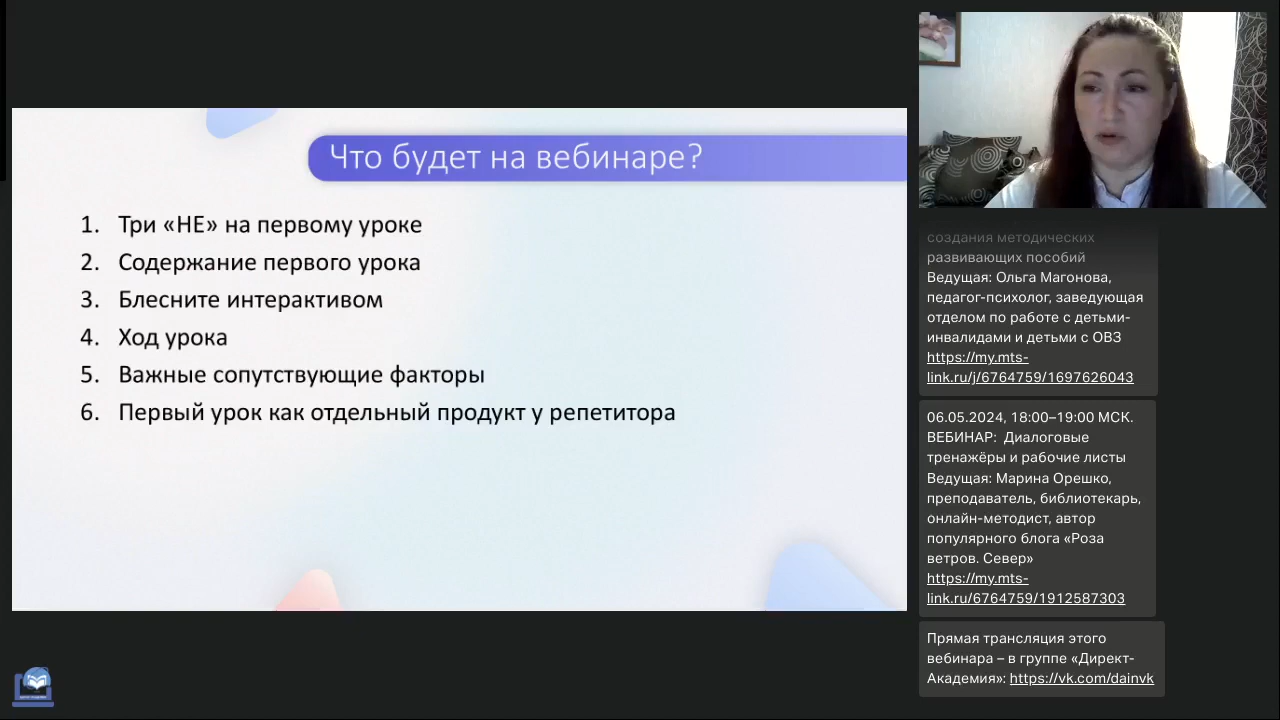 Что будет на вебинаре?
1. Три «НЕ» на первому уроке
2. Содержание первого урока
3. Блесните интерактивом
4. Ход урока
5. Важные сопутствующие факторы
6. Первый урок как отдельный продукт у репетитора
создания методических
развивающих пособий
Ведущая: Ольга Магонова,
педагог-психолог, заведующая
отделом по работе с детьми-
инвалидами и детьми с ОВЗ
https://my.mts-
link.ru/j/6764759/1697626043
06.05.2024, 18:00–19:00 МСК.
ВЕБИНАР: Диалоговые
тренажёры и рабочие листы
Ведущая: Марина Орешко,
преподаватель, библиотекарь,
онлайн-методист, автор
популярного блога «Роза
ветров. Север»
https://my.mts-
link.ru/6764759/1912587303
Прямая трансляция этого
вебинара – в группе «Директ-
Академия»: https://vk.com/dainvk